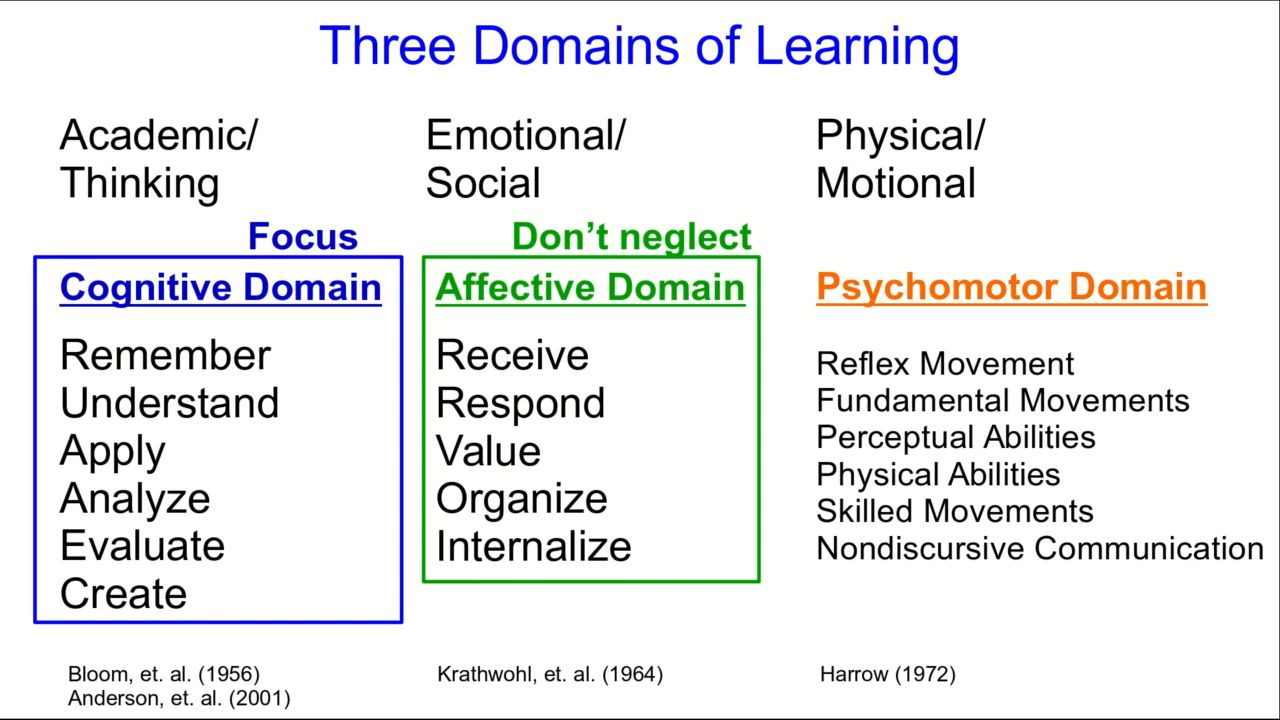 Three Domains of Learning
Academic/
Thinking
Emotional/
Social
Physical/
Motional
Focus
Cognitive Domain
Remember
Understand
Apply
Analyze
Evaluate
Create
Don't neglect
Affective Domain
Receive
Respond
Value
Organize
Internalize
Psychomotor Domain
Reflex Movement
Fundamental Movements
Perceptual Abilities
Physical Abilities
Skilled Movements
Nondiscursive Communication
Bloom, et. al. (1956)
Anderson, et. al. (2001)
Krathwohl, et. al. (1964)
Harrow (1972)